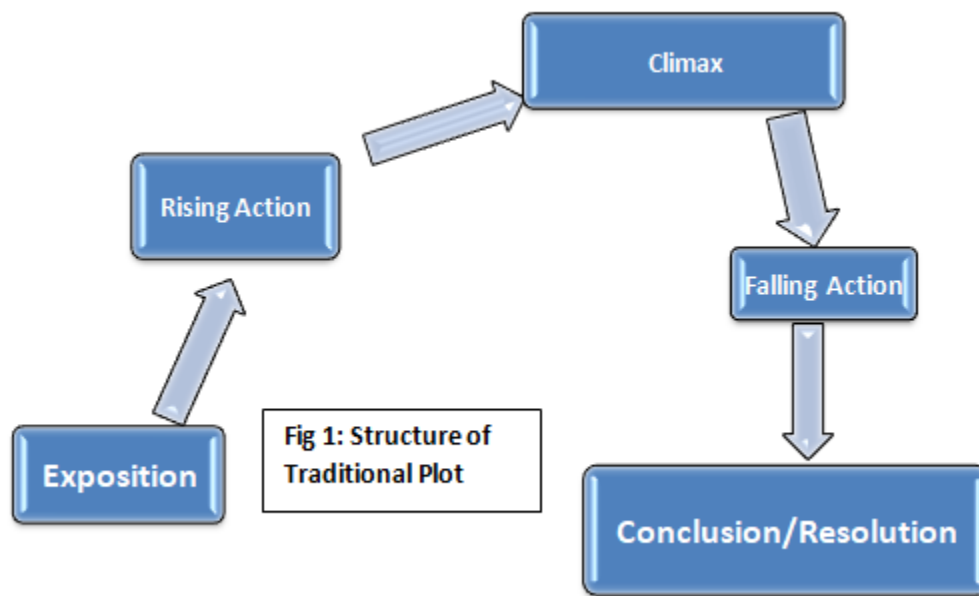 Climax
Rising Action
Falling Action
Exposition
Fig 1: Structure of
Traditional Plot
Conclusion/Resolution